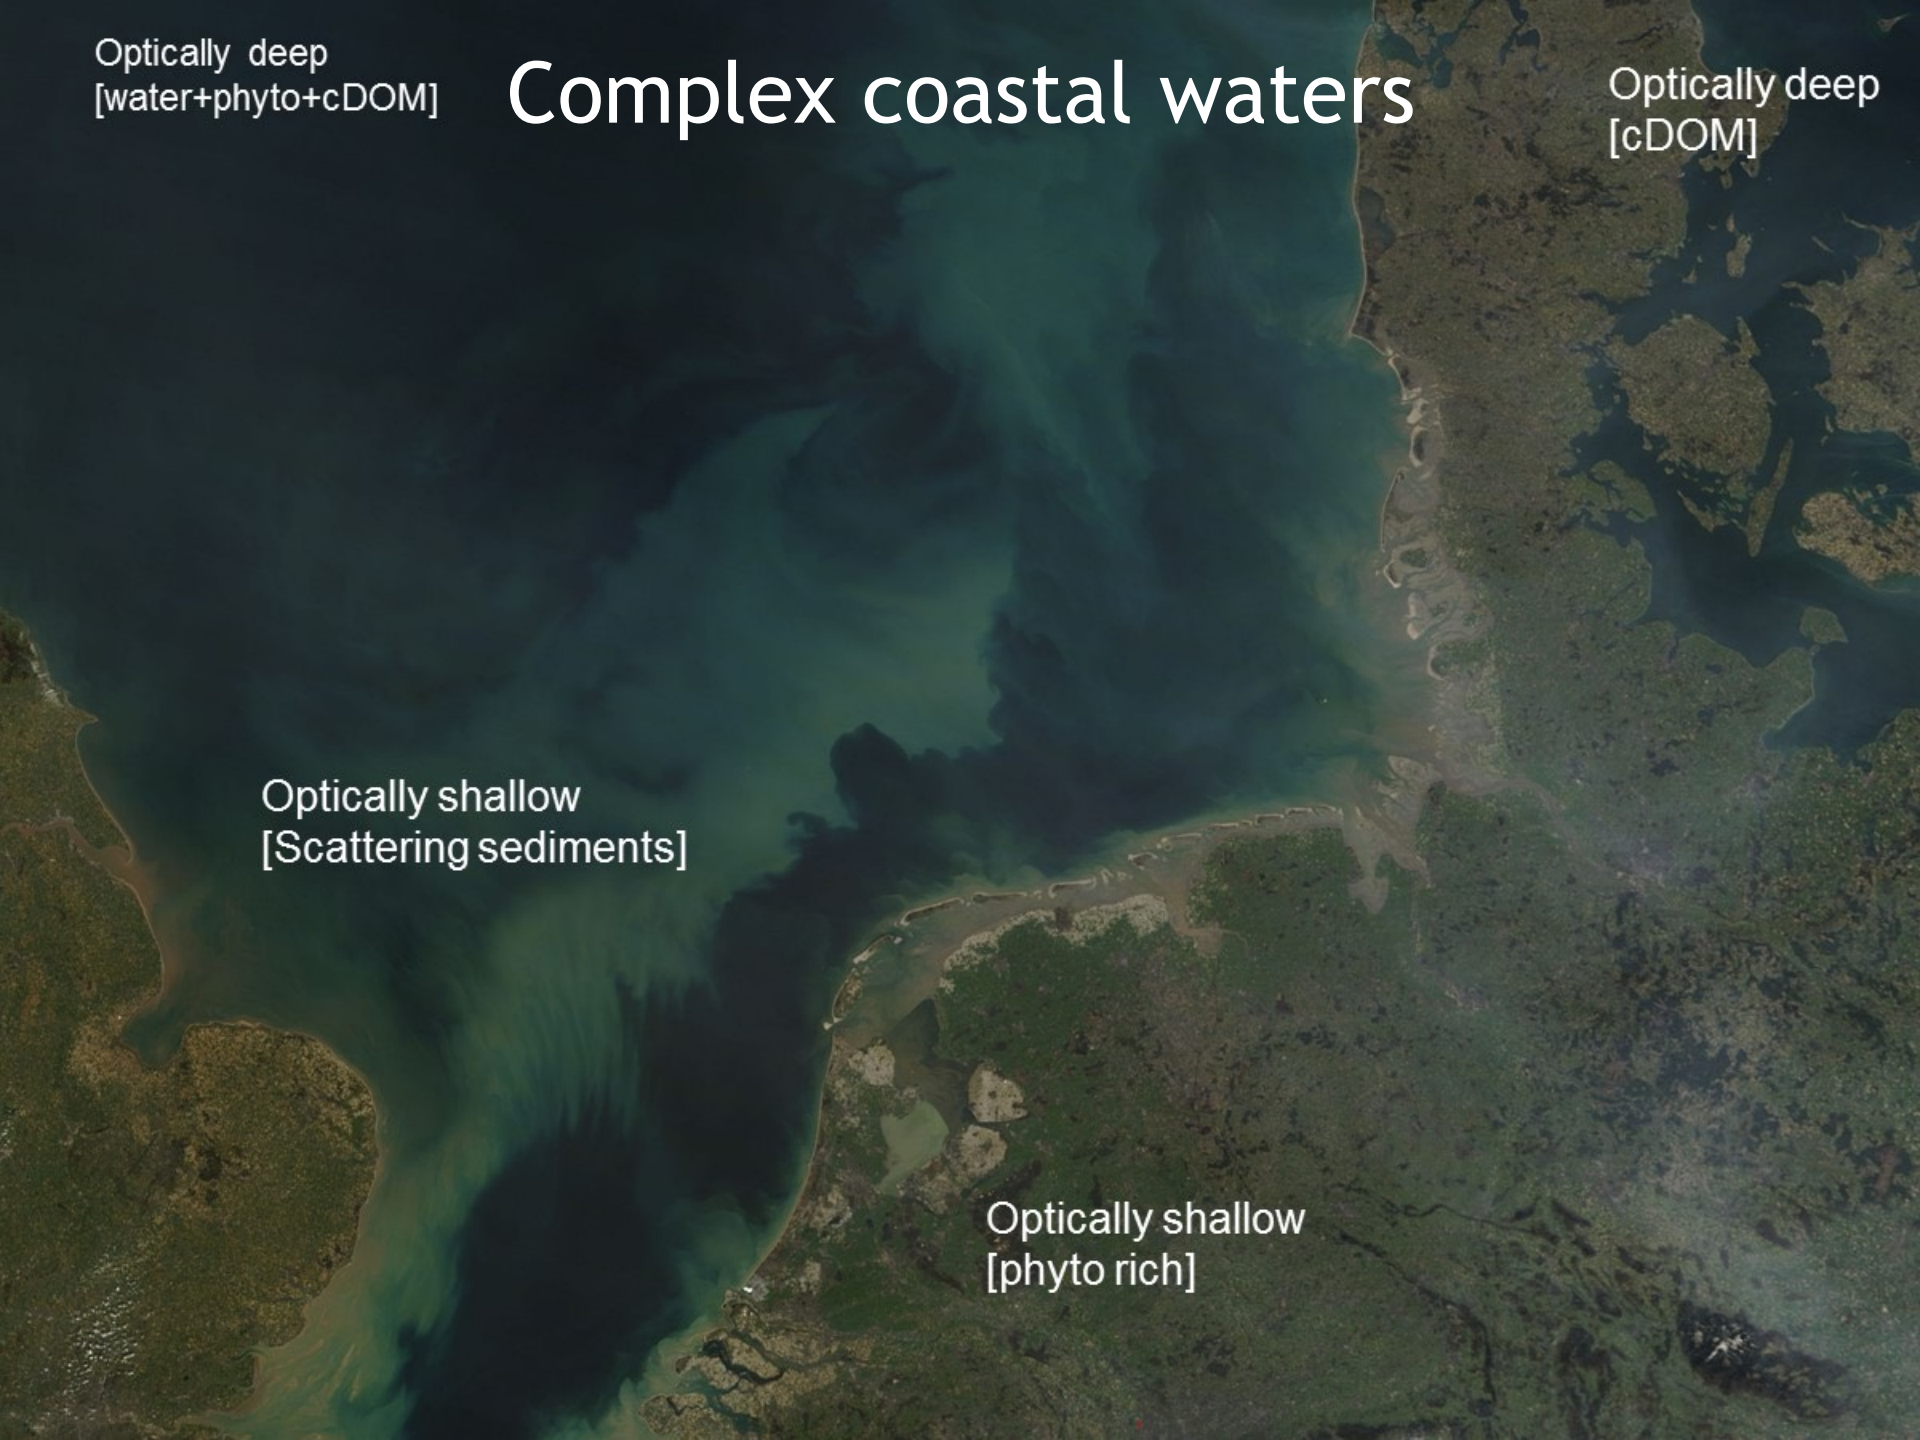 Optically deep
[water+phyto+cDOM]
Complex coastal waters
Optically deep
[cDOM]
Optically shallow
[Scattering sediments]
Optically shallow
[phyto rich]